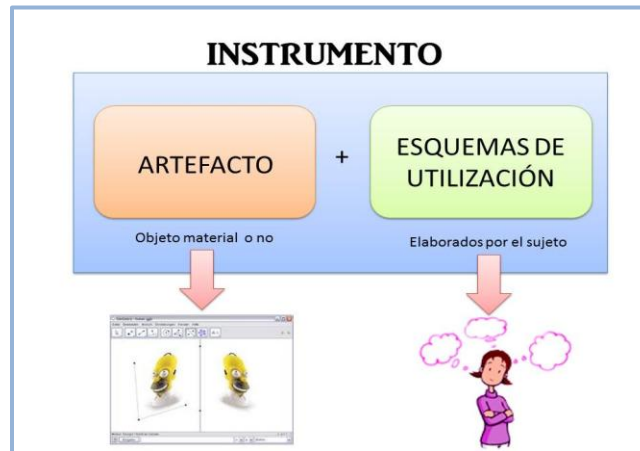 INSTRUMENTO
ARTEFACTO
+
ESQUEMAS DE
UTILIZACIÓN
Objeto material o no
Elaborados por el sujeto